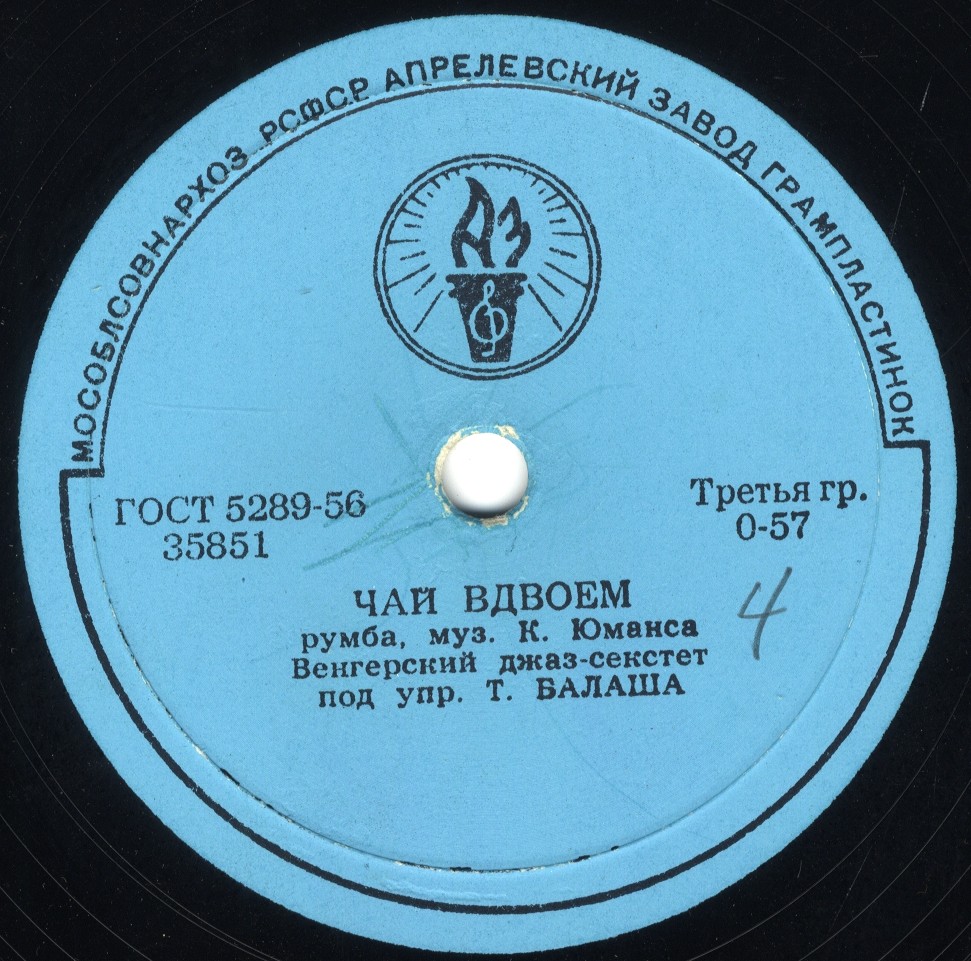 МОСОБЛСОВНАРХОЗ РСФСР АПРЕЛЕВСКИЙ ЗАВОД ГРАМПЛАСТИНОК
АЗ
ГОСТ 5289-56
35851
Третья гр.
0-57
4
ЧАЙ ВДВОЕМ
румба, муз. К. Юманса
Венгерский джаз-секстет
под упр. Т. БАЛАША